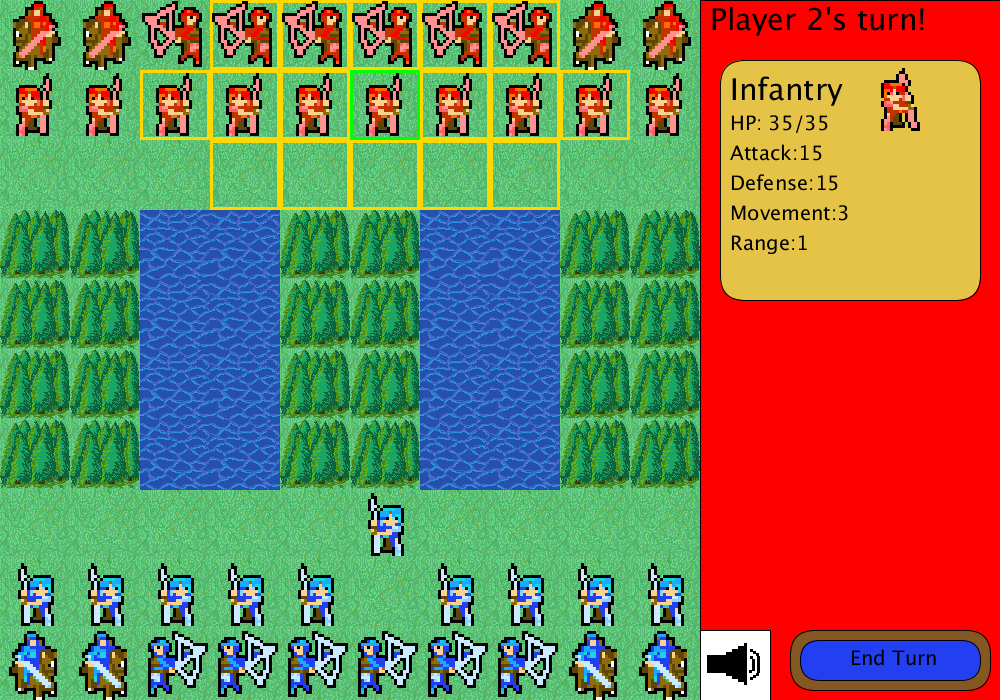 Player 2's turn!
Infantry
HP: 35/35
Attack:15
Defense:15
Movement:3
Range:1
End Turn